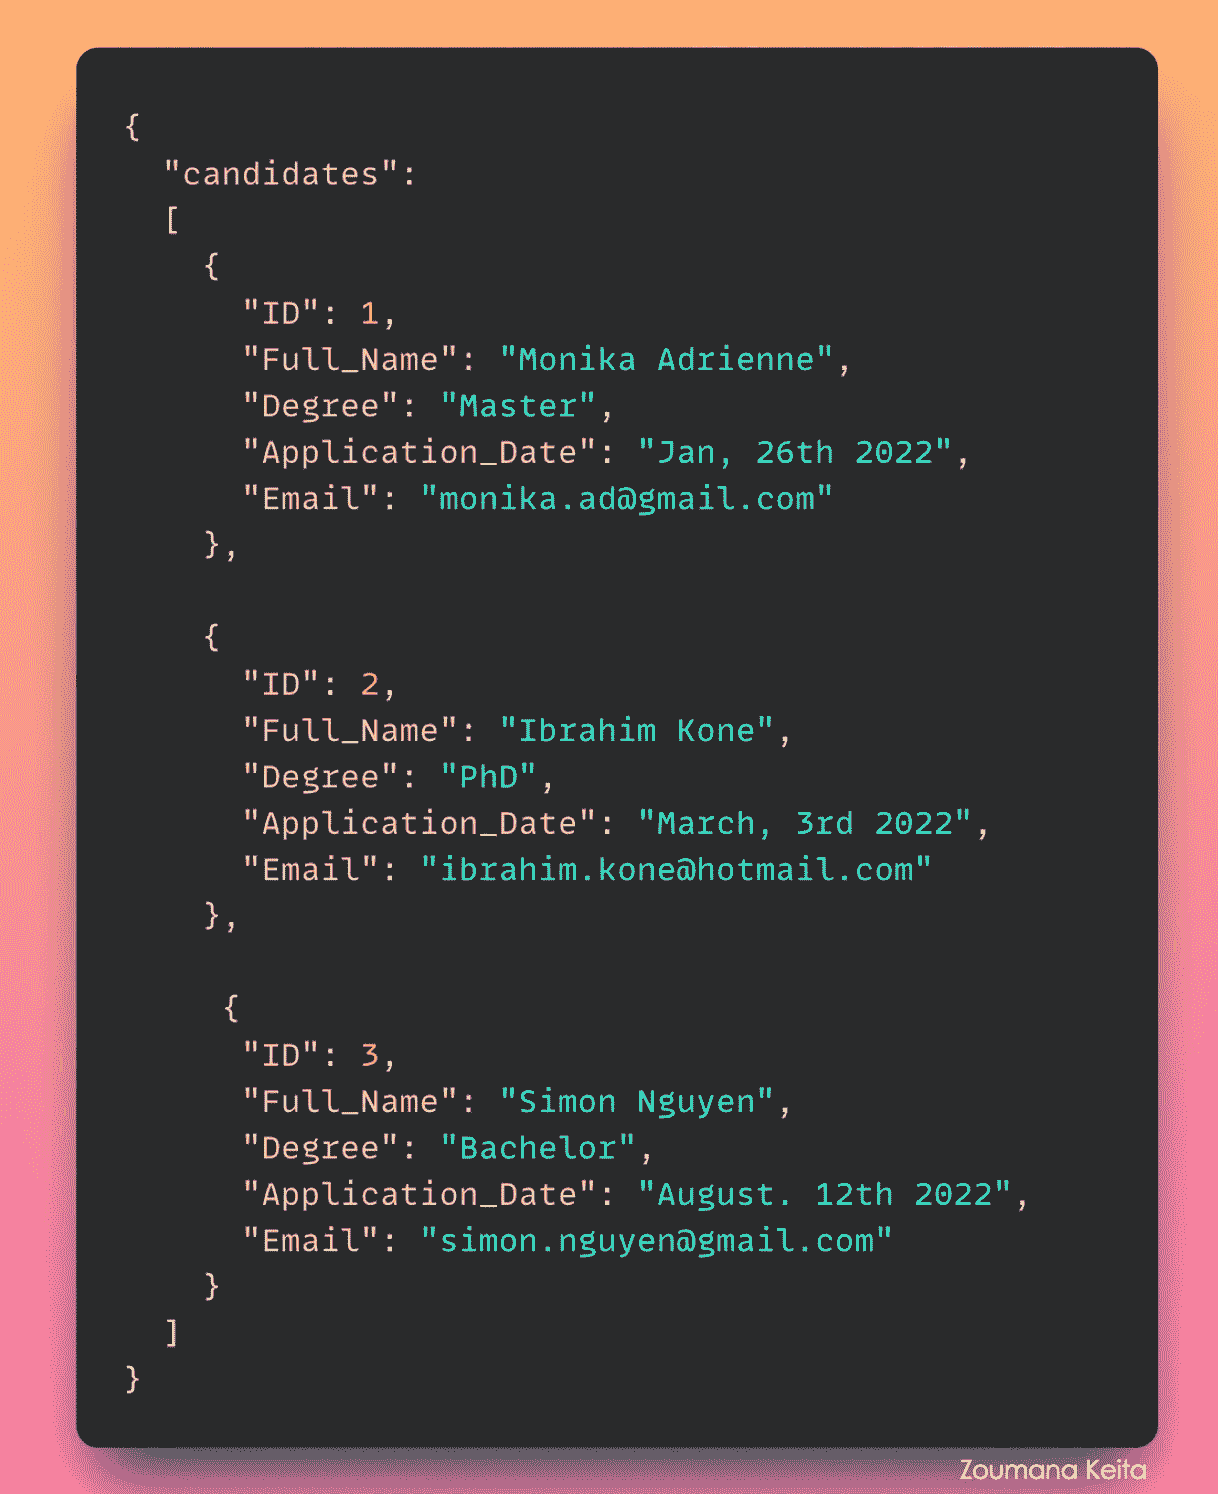 {
  "candidates":
  [
    {
      "ID": 1,
      "Full_Name": "Monika Adrienne",
      "Degree": "Master",
      "Application_Date": "Jan, 26th 2022",
      "Email": "monika.ad@gmail.com"
    },

    {
      "ID": 2,
      "Full_Name": "Ibrahim Kone",
      "Degree": "PhD",
      "Application_Date": "March, 3rd 2022",
      "Email": "ibrahim.kone@hotmail.com"
    },

     {
      "ID": 3,
      "Full_Name": "Simon Nguyen",
      "Degree": "Bachelor",
      "Application_Date": "August. 12th 2022",
      "Email": "simon.nguyen@gmail.com"
    }
  ]
}
Zoumana Keita